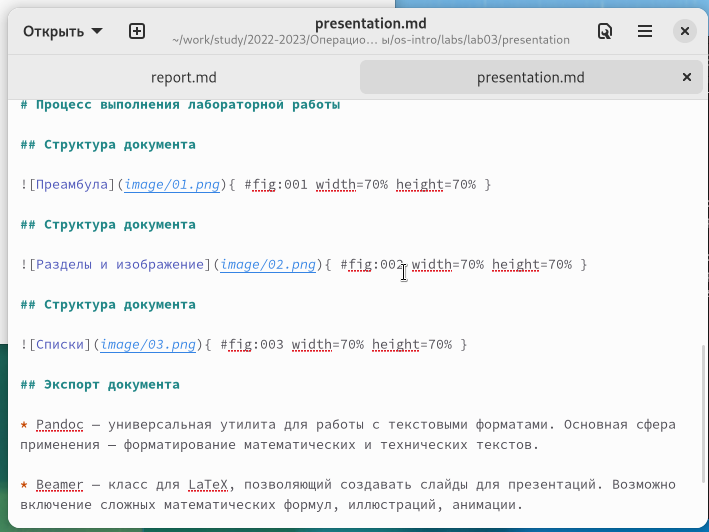 Открыть
presentation.md
~/work/study/2022-2023/Операцио… ы/os-intro/labs/lab03/presentation
report.md
presentation.md
# Процесс выполнения лабораторной работы
## Структура документа
![Преамбула](image/01.png){ #fig:001 width=70% height=70% }
## Структура документа
![Разделы и изображение](image/02.png){ #fig:002 width=70% height=70% }
## Структура документа
![Списки](image/03.png){ #fig:003 width=70% height=70% }
## Экспорт документа
* Pandoc – универсальная утилита для работы с текстовыми форматами. Основная сфера
применения – форматирование математических и технических текстов.
* Beamer – класс для LaTeX, позволяющий создавать слайды для презентаций. Возможно
включение сложных математических формул, иллюстраций, анимации.